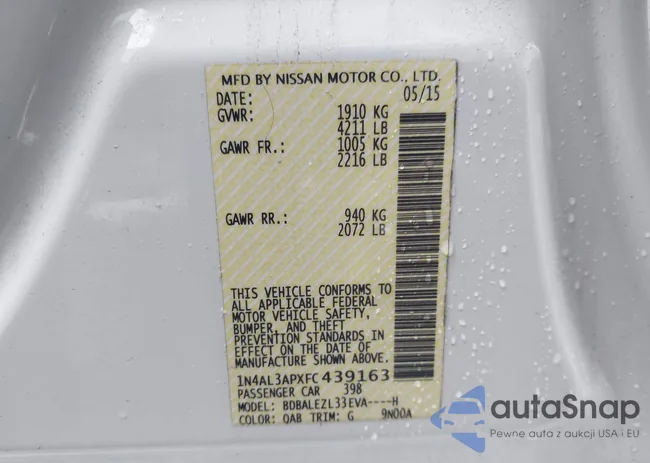 MFD BY NISSAN MOTOR CO., LTD.
DATE: 05/15
GVWR: 1910 KG
4211 LB
GAWR FR.: 1005 KG
2216 LB
GAWR RR.: 940 KG
2072 LB
THIS VEHICLE CONFORMS TO
ALL APPLICABLE FEDERAL
MOTOR VEHICLE SAFETY,
BUMPER, AND THEFT
PREVENTION STANDARDS IN
EFFECT ON THE DATE OF
MANUFACTURE SHOWN ABOVE.
1N4AL3APXFC439163
PASSENGER CAR 398
MODEL: BDBALEZL33EVA----H
COLOR: QAB TRIM: G 9N00A
autoSnap
Pewne auto z aukcji USA i EU